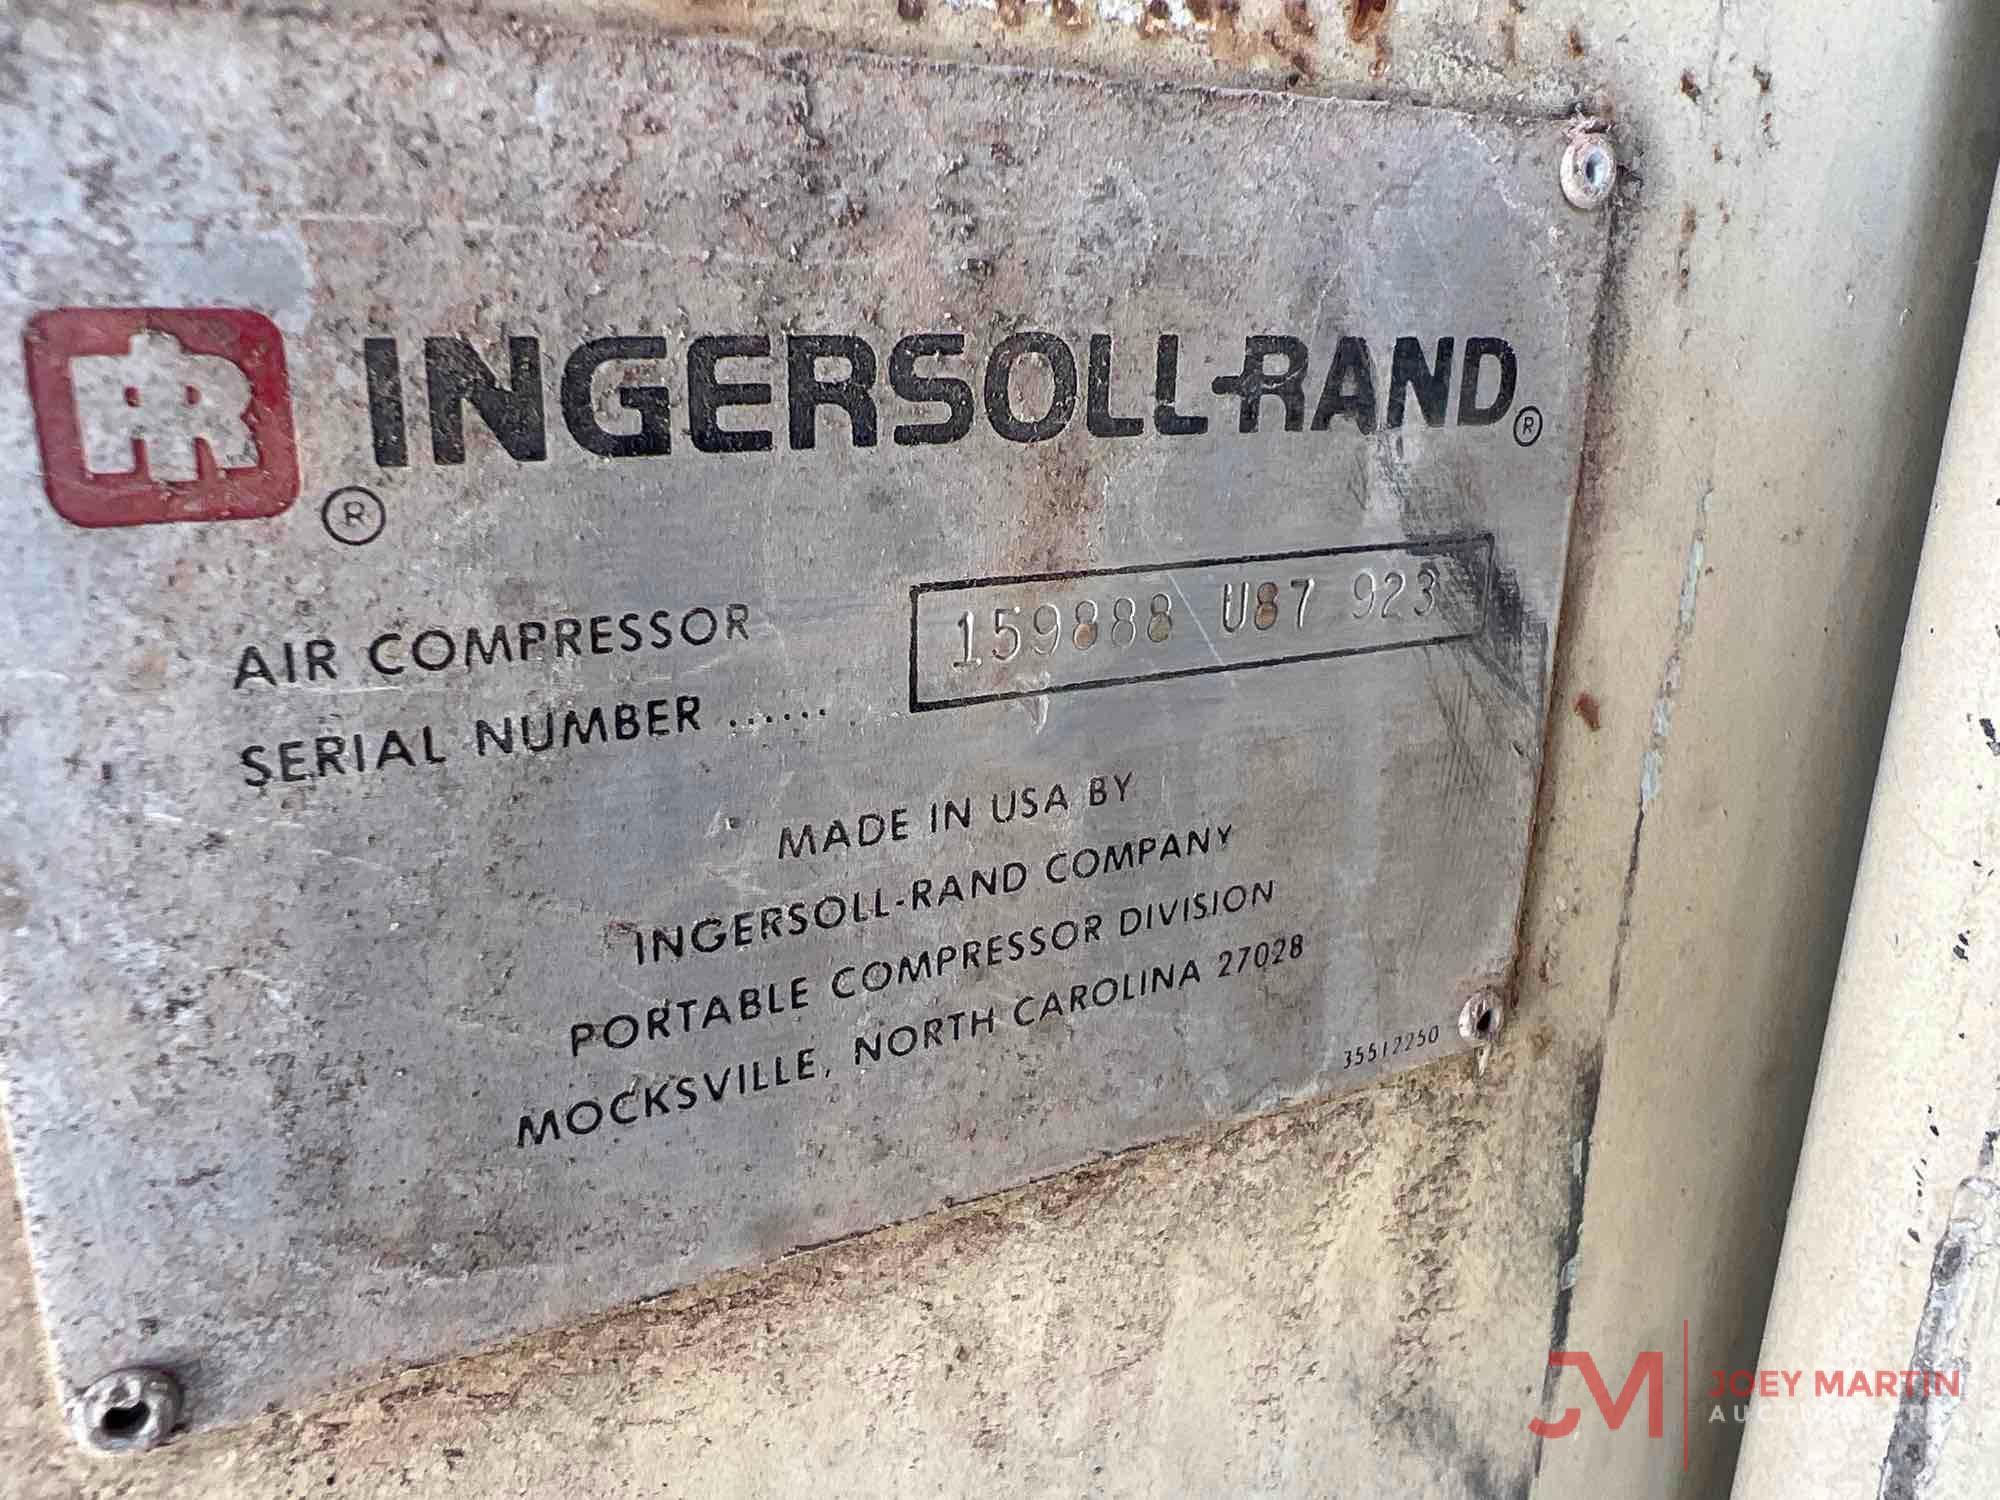 IR ® INGERSOLL-RAND ®
AIR COMPRESSOR
SERIAL NUMBER ...... 159888 U87 923
MADE IN USA BY
INGERSOLL-RAND COMPANY
PORTABLE COMPRESSOR DIVISION
MOCKSVILLE, NORTH CAROLINA 27028
35512250
JM JOEY MARTIN
AUCTIONEERS